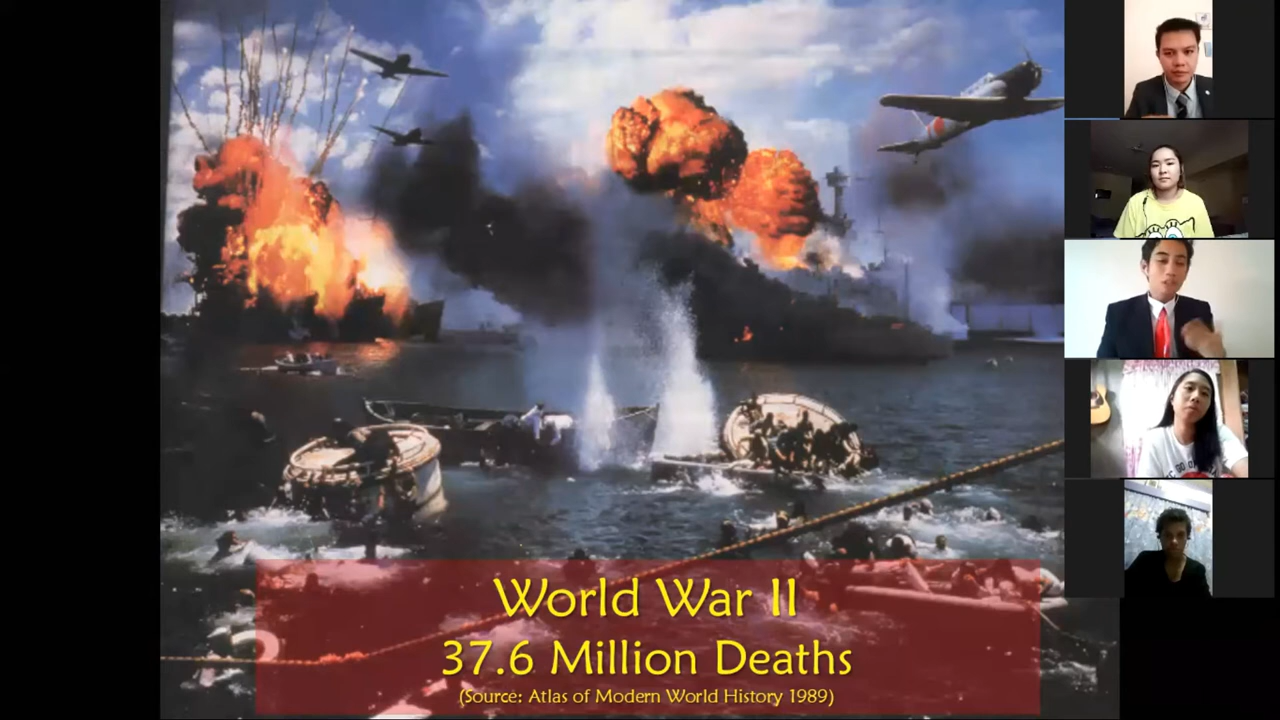 World War II
37.6 Million Deaths
(Source: Atlas of Modern World History 1989)